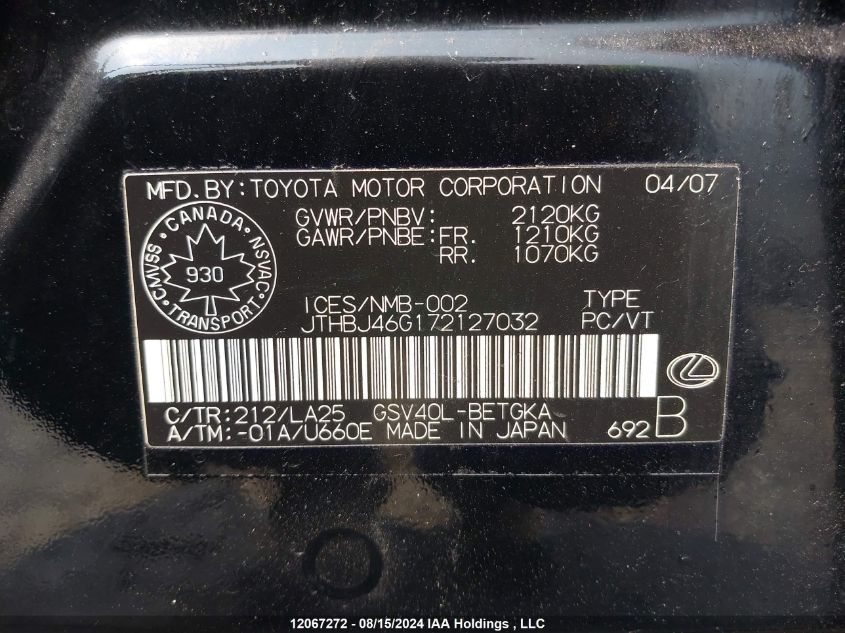 MFD.BY:TOYOTA MOTOR CORPORATION 04/07
GVWR/PNBV: 2120KG
GAWR/PNBE:FR. 1210KG
RR. 1070KG
CMVSS • CANADA • NSVAC • TRANSPORT •
930
ICES/NMB-002 TYPE
JTHBJ46G172127032 PC/VT
C/TR:212/LA25 GSV40L-BETGKA
A/TM:-01A/U660E MADE IN JAPAN 692 B
12067272 - 08/15/2024 IAA Holdings , LLC